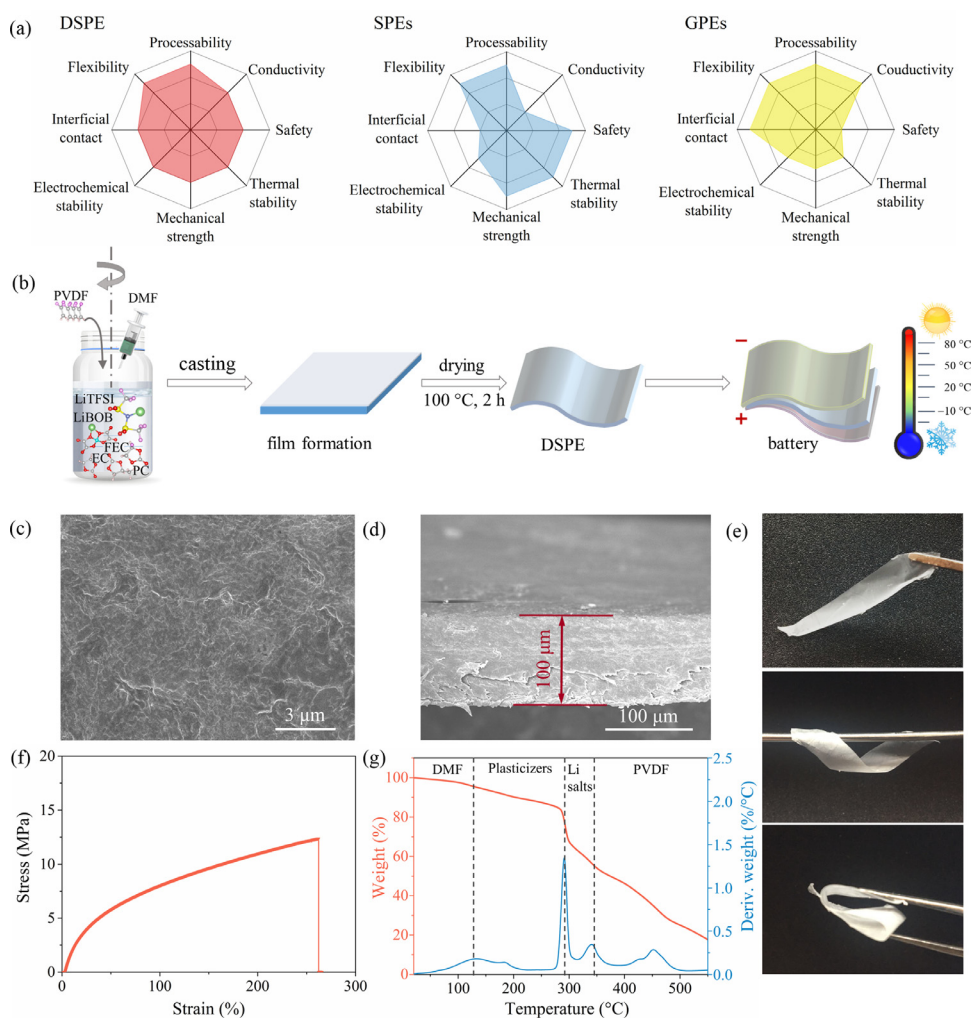 (a)
DSPE
SPEs
GPEs
Processability
Flexibility
Conductivity
Interficial
contact
Safety
Electrochemical
stability
Thermal
stability
Mechanical
strength
Processability
Flexibility
Conductivity
Interficial
contact
Safety
Electrochemical
stability
Thermal
stability
Mechanical
strength
Processability
Flexibility
Couductivity
Interficial
contact
Safety
Electrochemical
stability
Thermal
stability
Mechanical
strength
(b)
PVDF
DMF
LiTFSI
LiBOB
FEC
EC
PC
casting
film formation
drying
100 °C, 2 h
DSPE
−
+
battery
80 °C
50 °C
20 °C
−10 °C
(c)
3 μm
(d)
100 μm
100 μm
(e)
(f)
Stress (MPa)
20
15
10
5
0
0 100 200 300
Strain (%)
(g)
DMF
Plasticizers
Li
salts
PVDF
Weight (%)
100
80
60
40
20
0
100 200 300 400 500
Temperature (°C)
2.5
2.0
1.5
1.0
0.5
0.0
Deriv. weight (%/°C)